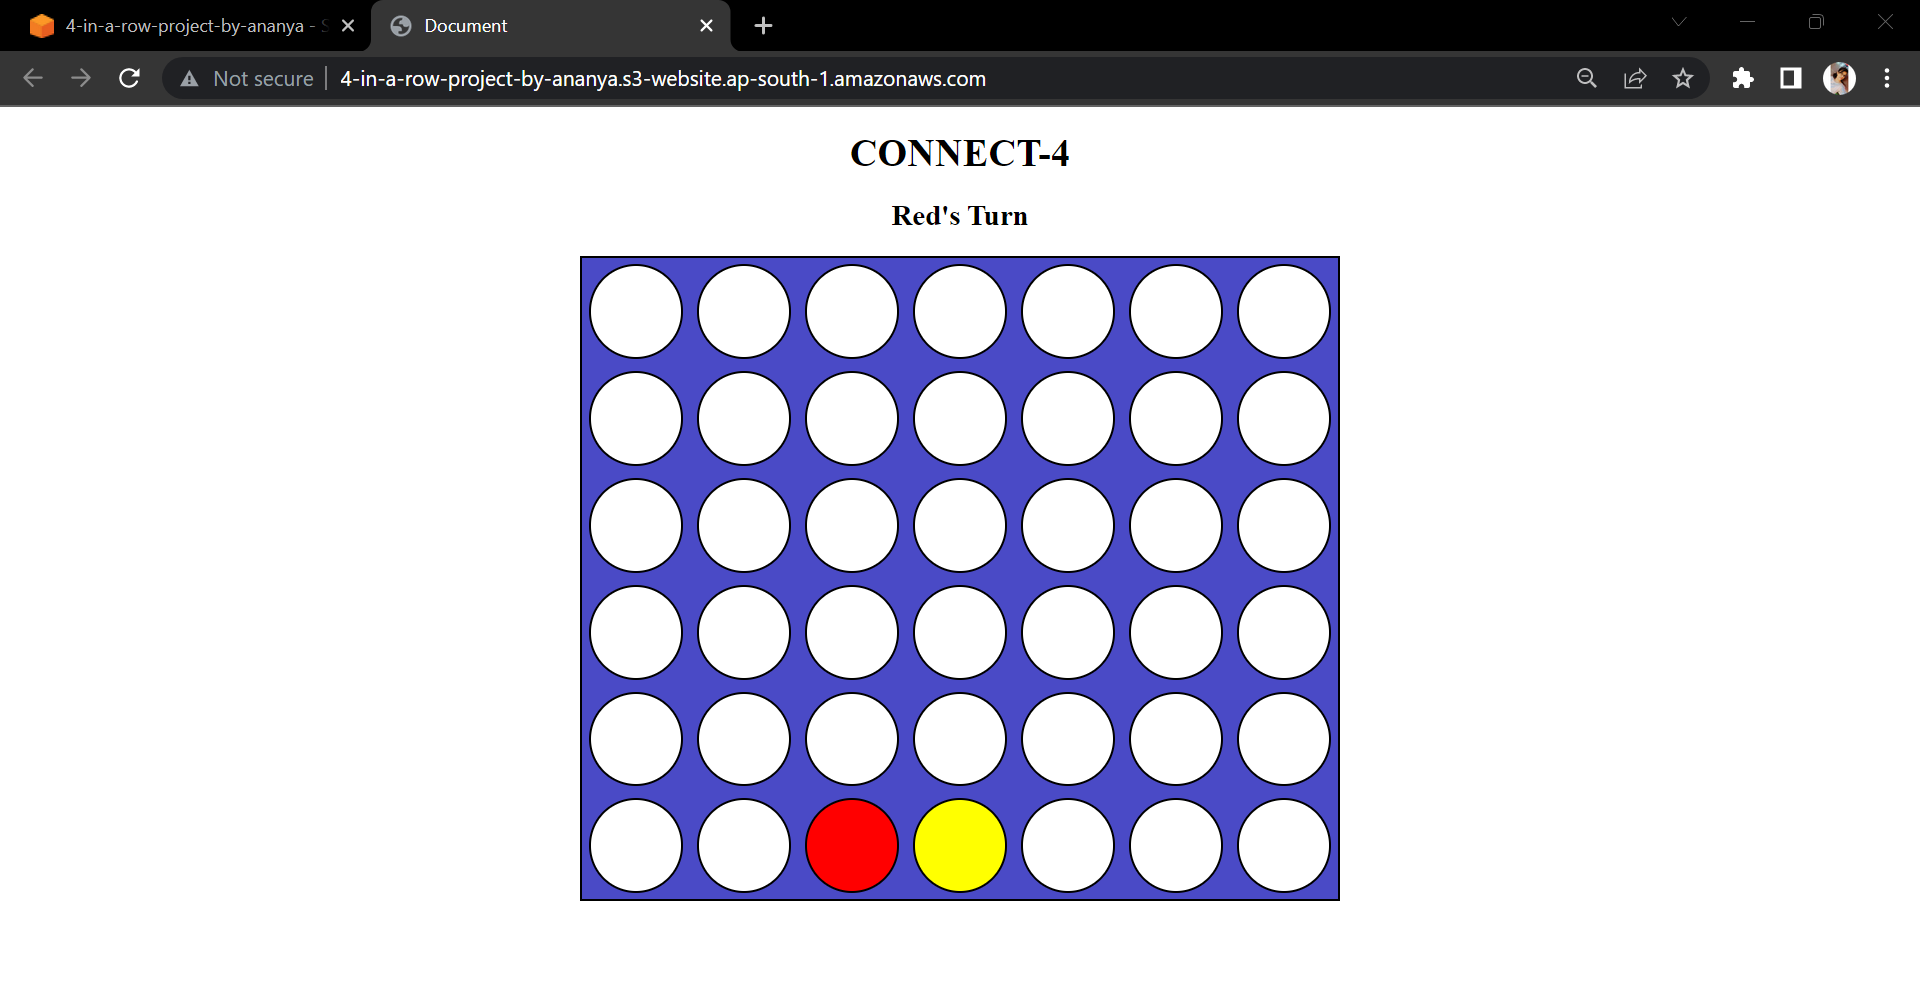 4-in-a-row-project-by-ananya -
Document
Not secure
4-in-a-row-project-by-ananya.s3-website.ap-south-1.amazonaws.com
CONNECT-4
Red's Turn